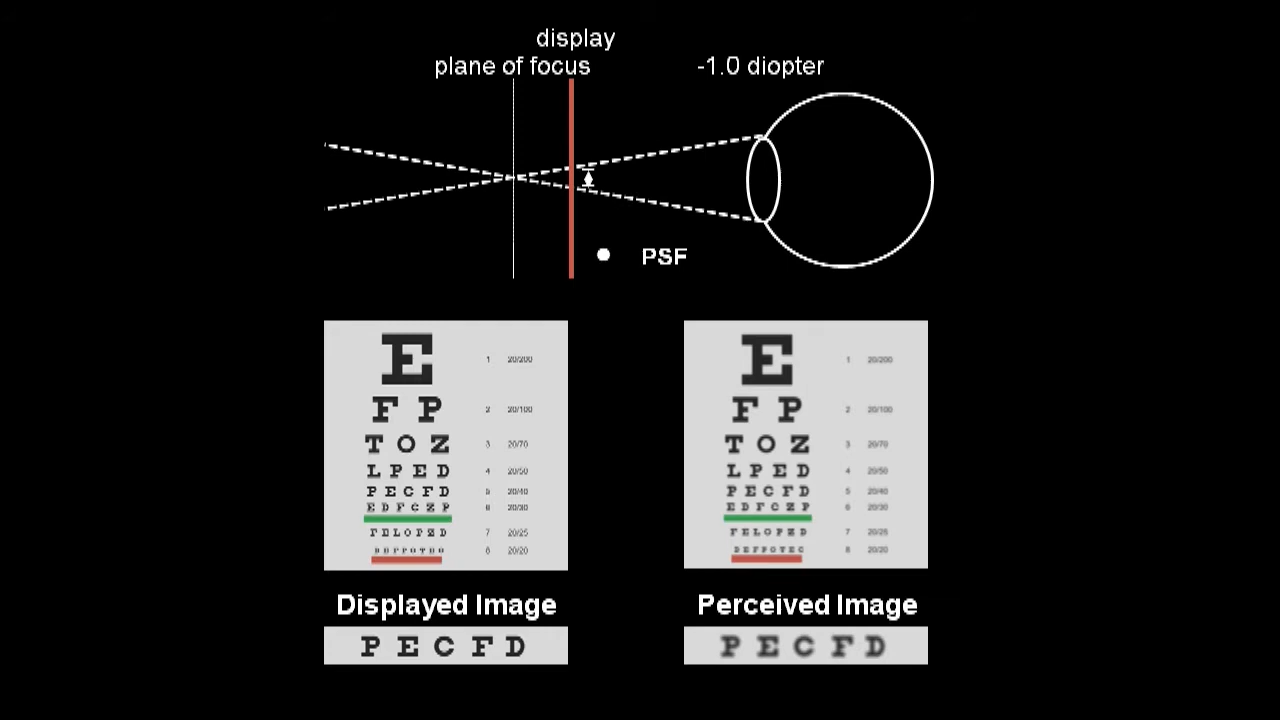 display
plane of focus
-1.0 diopter
PSF
E 1 20/200
F P 2 20/100
T O Z 3 20/70
L P E D 4 20/50
P E C F D 5 20/40
E D F C Z P 6 20/30
F E L O P Z D 7 20/25
D E F P O T E C 8 20/20
E 1 20/200
F P 2 20/100
T O Z 3 20/70
L P E D 4 20/50
P E C F D 5 20/40
E D F C Z P 6 20/30
F E L O P Z D 7 20/25
D E F P O T E C 8 20/20
Displayed Image
Perceived Image
P E C F D
P E C F D